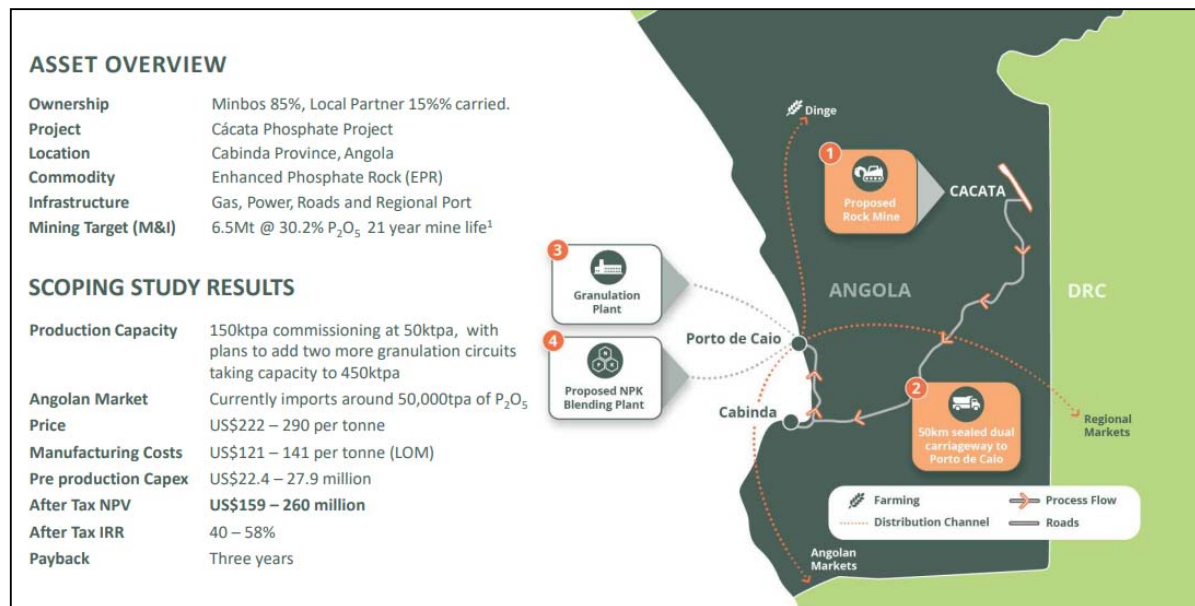 ASSET OVERVIEW
Ownership Minbos 85%, Local Partner 15%% carried.
Project Cácata Phosphate Project
Location Cabinda Province, Angola
Commodity Enhanced Phosphate Rock (EPR)
Infrastructure Gas, Power, Roads and Regional Port
Mining Target (M&I) 6.5Mt @ 30.2% P₂O₅ 21 year mine life¹
SCOPING STUDY RESULTS
Production Capacity 150ktpa commissioning at 50ktpa, with
plans to add two more granulation circuits
taking capacity to 450ktpa
Angolan Market Currently imports around 50,000tpa of P₂O₅
Price US$222 – 290 per tonne
Manufacturing Costs US$121 – 141 per tonne (LOM)
Pre production Capex US$22.4 – 27.9 million
After Tax NPV US$159 – 260 million
After Tax IRR 40 – 58%
Payback Three years
Dinge
1
Proposed
Rock Mine
CACATA
3
Granulation
Plant
ANGOLA
DRC
4
N
P
K
Proposed NPK
Blending Plant
Porto de Caio
Cabinda
2
50km sealed dual
carriageway to
Porto de Caio
Regional
Markets
Farming
Process Flow
Distribution Channel
Roads
Angolan
Markets